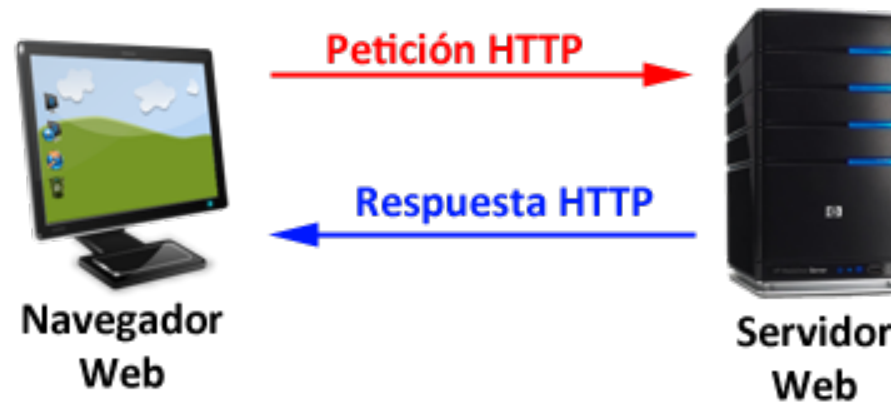 Petición HTTP
Respuesta HTTP
Navegador
Web
Servidor
Web